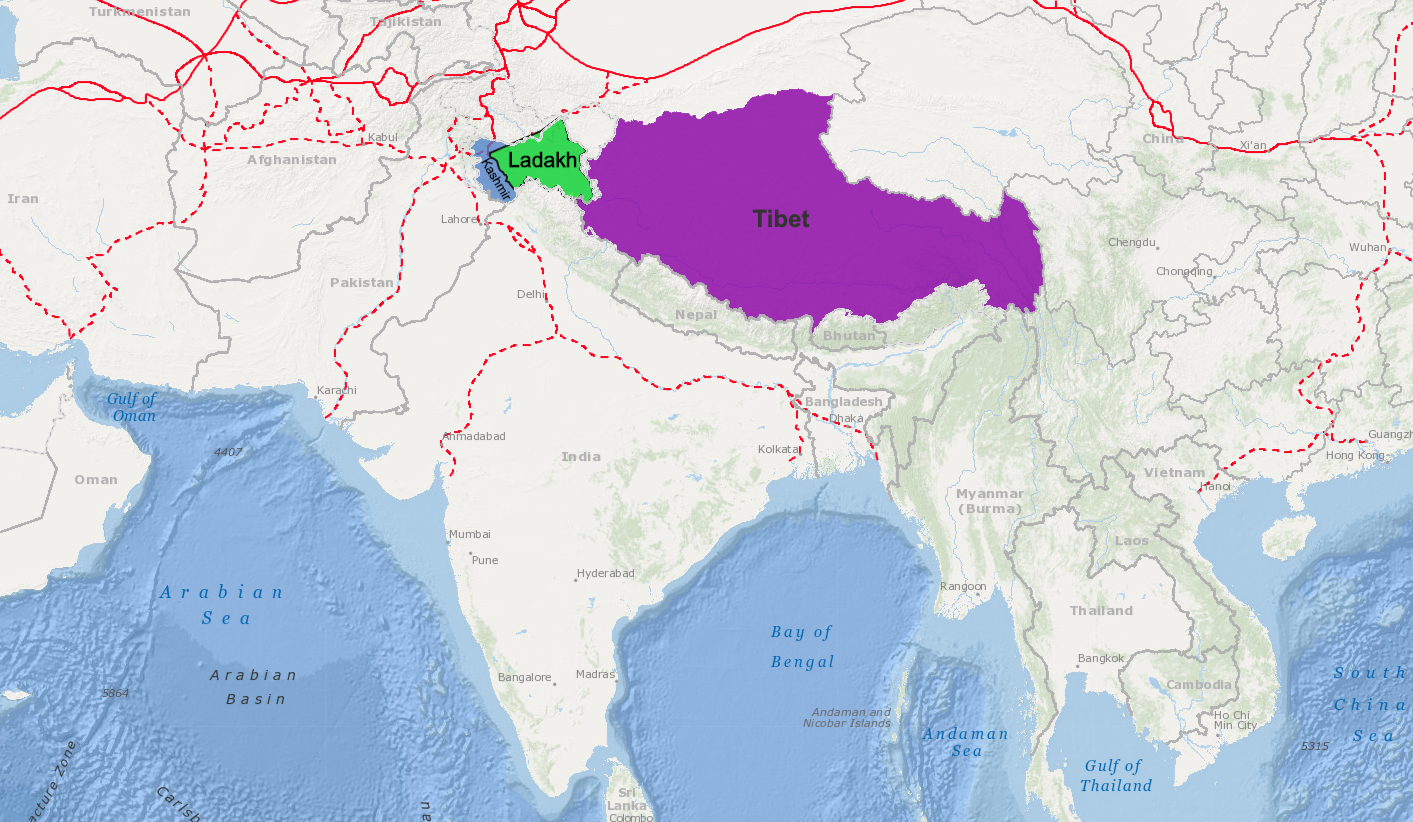 Turkmenistan
Tajikistan
Kabul
Afghanistan
Iran
Kashmir
Ladakh
Tibet
China
Xi'an
Lahore
Pakistan
Delhi
Nepal
Bhutan
Chengdu
Chongqing
Wuhan
Karachi
Gulf of
Oman
4407
Oman
Ahmadabad
India
Kolkata
Bangladesh
Dhaka
Guangzh
Hong Kong
Vietnam
Hanoi
Myanmar
(Burma)
Laos
Mumbai
Pune
Hyderabad
Rangoon
Thailand
Arabian
Sea
Bay of
Bengal
Arabian
Basin
5864
Bangalore
Madras
Bangkok
Cambodia
South
China
Sea
Andaman and
Nicobar Islands
Andaman
Sea
Ho Chi
Min City
5315
Gulf of
Thailand
acture Zone
Carlsb
Sri
Lanka
Colombo